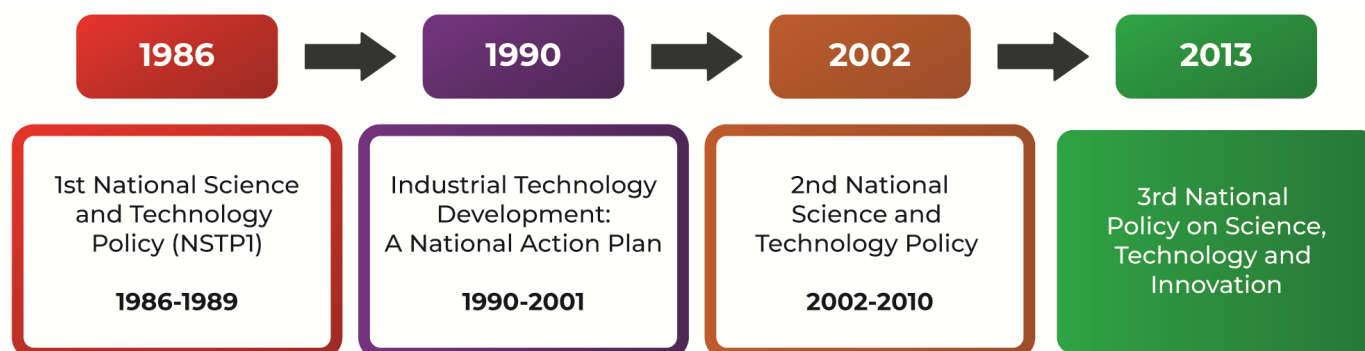 1986
1990
2002
2013
1st National Science
and Technology
Policy (NSTP1)
1986-1989
Industrial Technology
Development:
A National Action Plan
1990-2001
2nd National
Science and
Technology Policy
2002-2010
3rd National
Policy on Science,
Technology and
Innovation